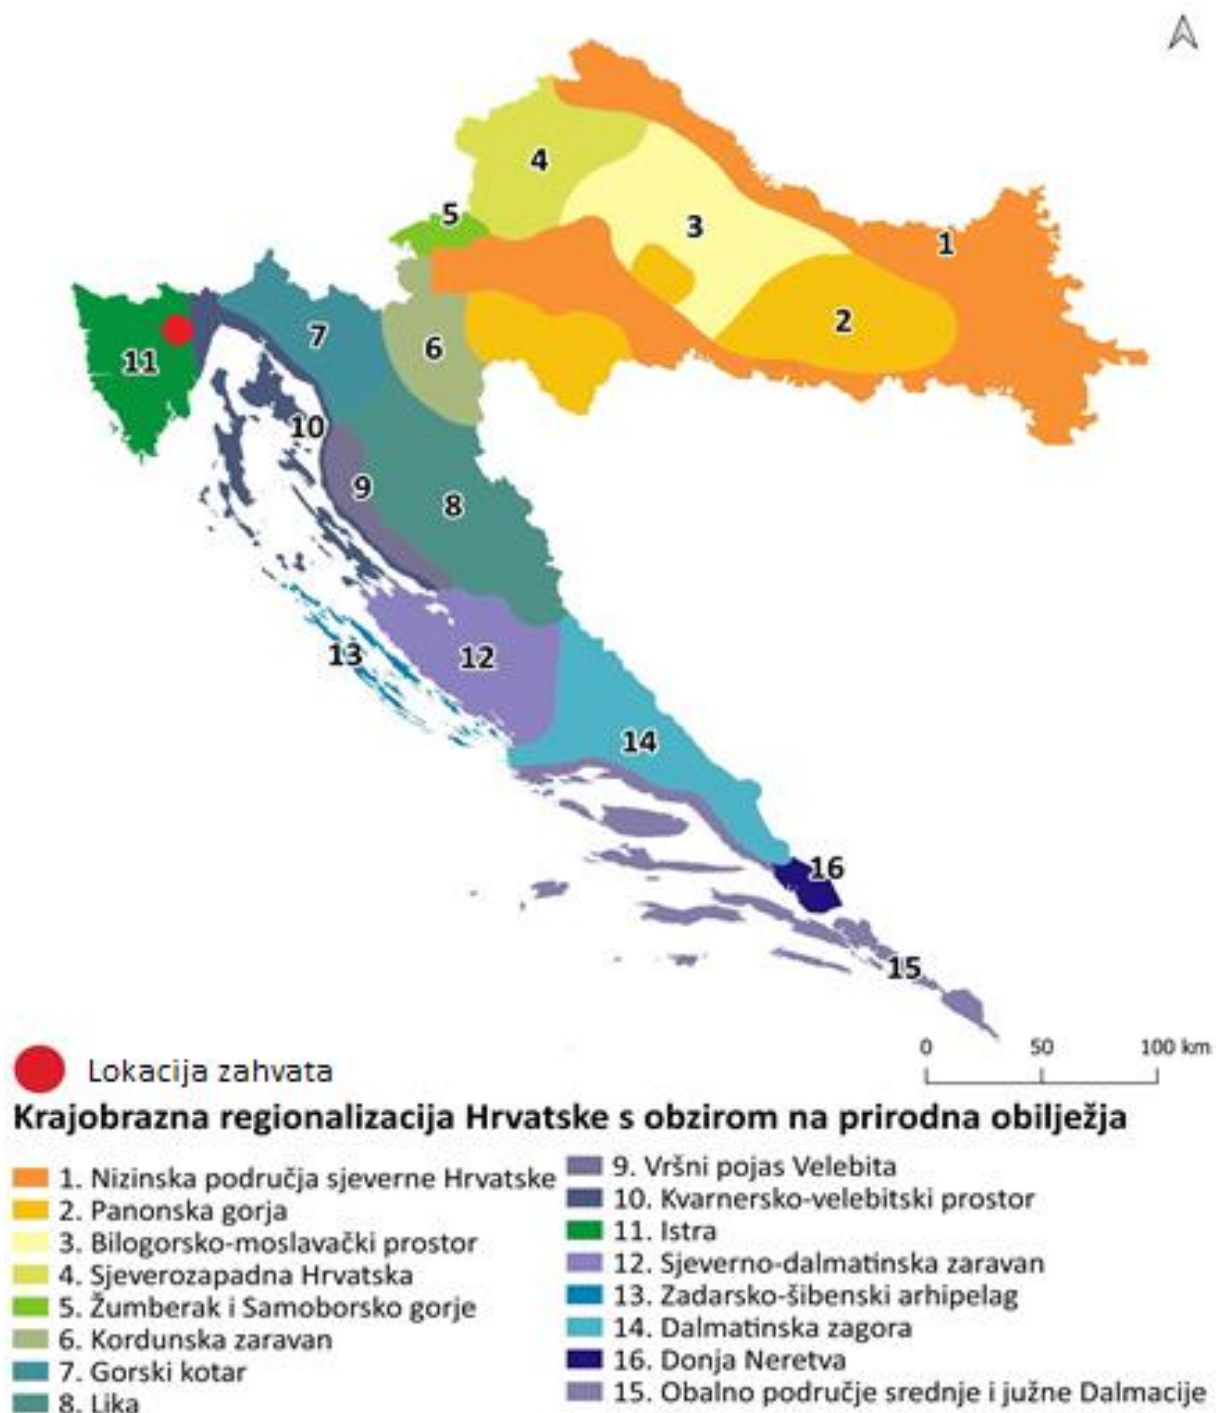 4
5
3
1
2
7
6
11
10
9
8
12
13
14
16
15
0 50 100 km
Lokacija zahvata
Krajobrazna regionalizacija Hrvatske s obzirom na prirodna obilježja
1. Nizinska područja sjeverne Hrvatske
2. Panonska gorja
3. Bilogorsko-moslavački prostor
4. Sjeverozapadna Hrvatska
5. Žumberak i Samoborsko gorje
6. Kordunska zaravan
7. Gorski kotar
8. Lika
9. Vršni pojas Velebita
10. Kvarnersko-velebitski prostor
11. Istra
12. Sjeverno-dalmatinska zaravan
13. Zadarsko-šibenski arhipelag
14. Dalmatinska zagora
16. Donja Neretva
15. Obalno područje srednje i južne Dalmacije